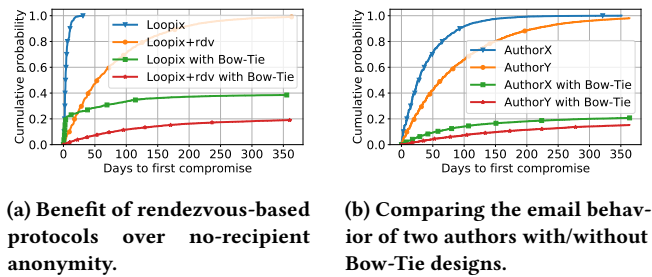 Cumulative probability
1.0
0.8
0.6
0.4
0.2
0.0
Loopix
Loopix+rdv
Loopix with Bow-Tie
Loopix+rdv with Bow-Tie
0 50 100 150 200 250 300 350
Days to first compromise
(a) Benefit of rendezvous-based
protocols over no-recipient
anonymity.
Cumulative probability
1.0
0.8
0.6
0.4
0.2
0.0
AuthorX
AuthorY
AuthorX with Bow-Tie
AuthorY with Bow-Tie
0 50 100 150 200 250 300 350
Days to first compromise
(b) Comparing the email behav-
ior of two authors with/without
Bow-Tie designs.